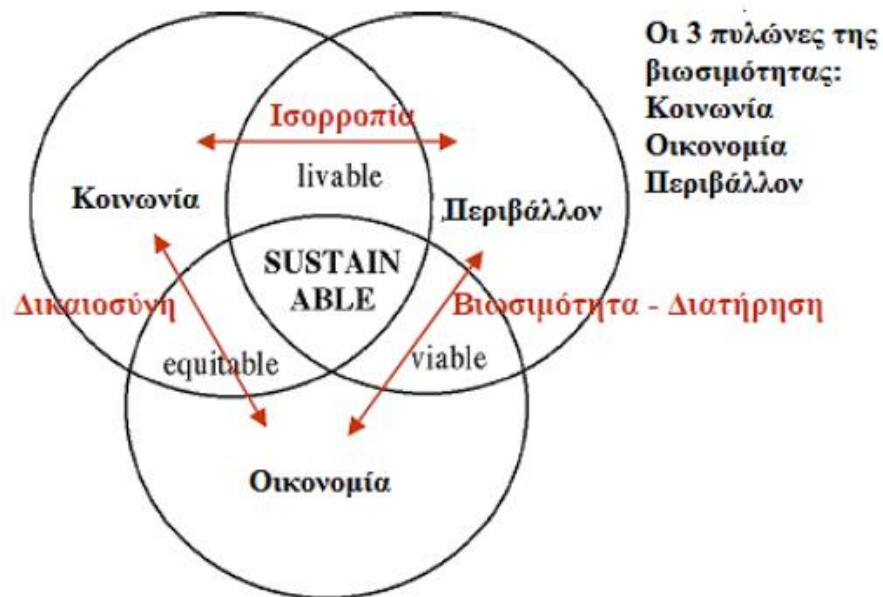 Οι 3 πυλώνες της
βιωσιμότητας:
Κοινωνία
Οικονομία
Περιβάλλον
Ισορροπία
livable
Κοινωνία
Περιβάλλον
SUSTAIN
ABLE
Δικαιοσύνη
Βιωσιμότητα - Διατήρηση
equitable
viable
Οικονομία